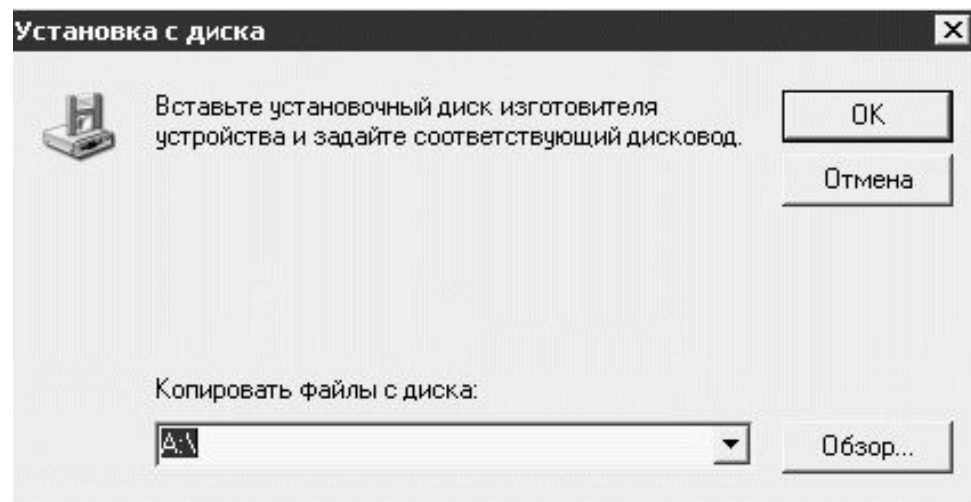 Установка с диска
Вставьте установочный диск изготовителя
устройства и задайте соответствующий дисковод.
OK
Отмена
Копировать файлы с диска:
A:\
Обзор...